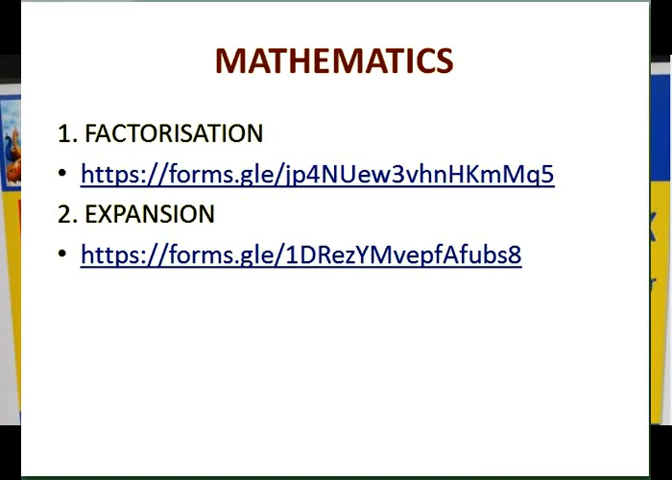 MATHEMATICS
1. FACTORISATION
• https://forms.gle/jp4NUew3vhnHKmMq5
2. EXPANSION
• https://forms.gle/1DRezYMvepfAfubs8